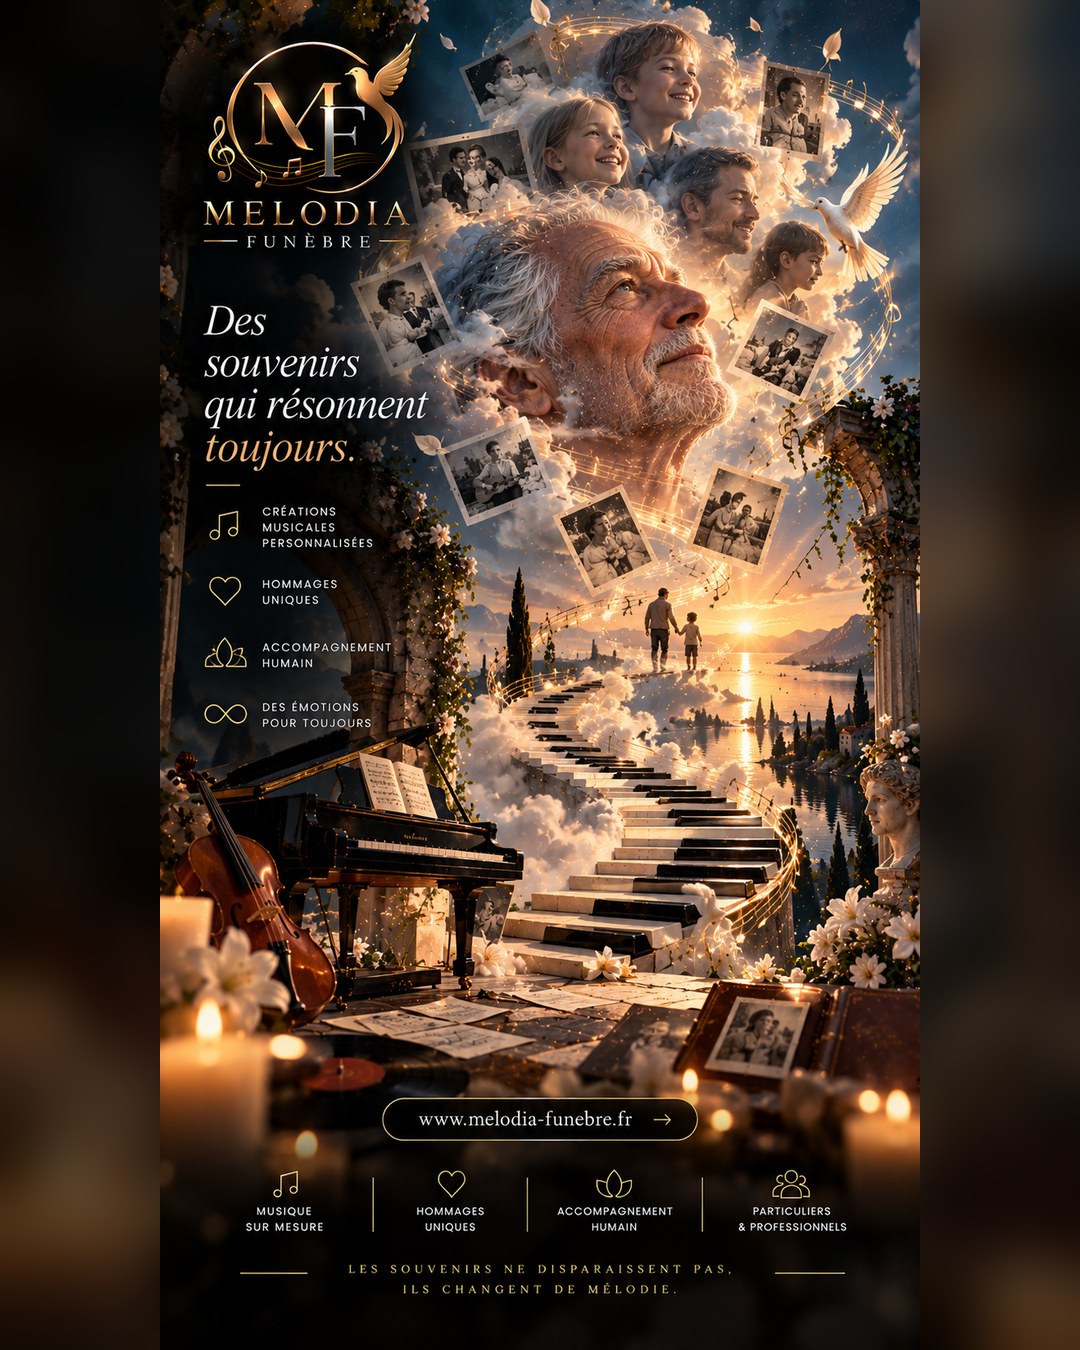 MF
MELODIA
FUNÈBRE
Des
souvenirs
qui résonnent
toujours.
CRÉATIONS
MUSICALES
PERSONNALISÉES
HOMMAGES
UNIQUES
ACCOMPAGNEMENT
HUMAIN
DES ÉMOTIONS
POUR TOUJOURS
www.melodia-funebre.fr →
MUSIQUE
SUR MESURE
HOMMAGES
UNIQUES
ACCOMPAGNEMENT
HUMAIN
PARTICULIERS
& PROFESSIONNELS
LES SOUVENIRS NE DISPARAISSENT PAS,
ILS CHANGENT DE MÉLODIE.